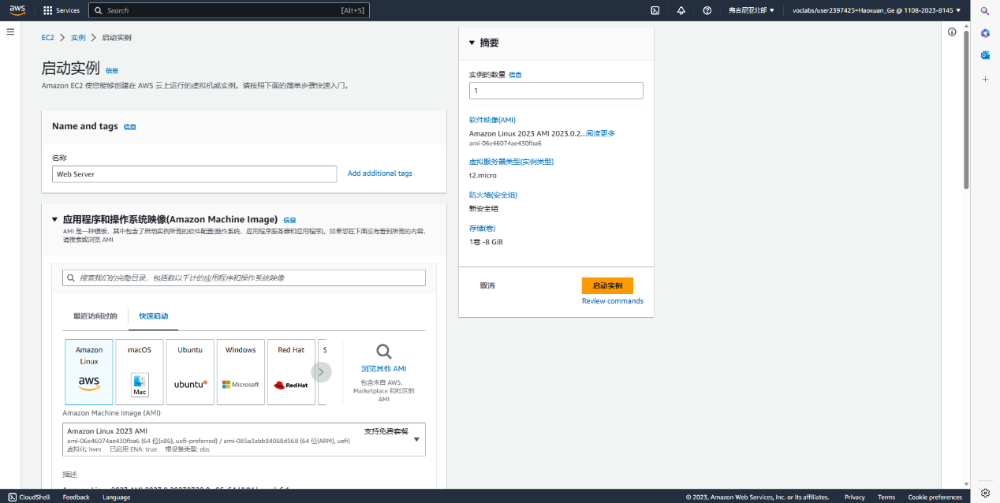 aws
Services
Search
[Alt+S]
弗吉尼亚北部
voclabs/user2397425=Haoxuan_Ge @ 1108-2023-8145
EC2
实例
启动实例
启动实例 信息
Amazon EC2 使您能够创建在 AWS 云上运行的虚拟机或实例。请按照下面的简单步骤快速入门。
Name and tags 信息
名称
Web Server
Add additional tags
应用程序和操作系统映像(Amazon Machine Image) 信息
AMI 是一种模板，其中包含了启动实例所需的软件配置(操作系统、应用程序服务器和应用程序)。如果您在下面没有看到所需的内容，
请搜索或浏览 AMI
搜索我们的完整目录，包括数以千计的应用程序和操作系统映像
最近访问过的
快速启动
Amazon
Linux
aws
macOS
Mac
Ubuntu
ubuntu
Windows
Microsoft
Red Hat
Red Hat
S
浏览其他 AMI
包含来自 AWS、
Marketplace 和社区的
AMI
Amazon Machine Image (AMI)
Amazon Linux 2023 AMI
支持免费套餐
ami-06e46074ae430fba6 (64 位(x86), uefi-preferred) / ami-085a3abb84068d568 (64 位(ARM), uefi)
虚拟化: hvm 已启用 ENA: true 根设备类型: ebs
描述
摘要
实例的数量 信息
1
软件映像(AMI)
Amazon Linux 2023 AMI 2023.0.2...阅读更多
ami-06e46074ae430fba6
虚拟服务器类型(实例类型)
t2.micro
防火墙(安全组)
新安全组
存储(卷)
1卷 -8 GiB
取消
启动实例
Review commands
CloudShell
Feedback
Language
© 2023, Amazon Web Services, Inc. or its affiliates.
Privacy
Terms
Cookie preferences